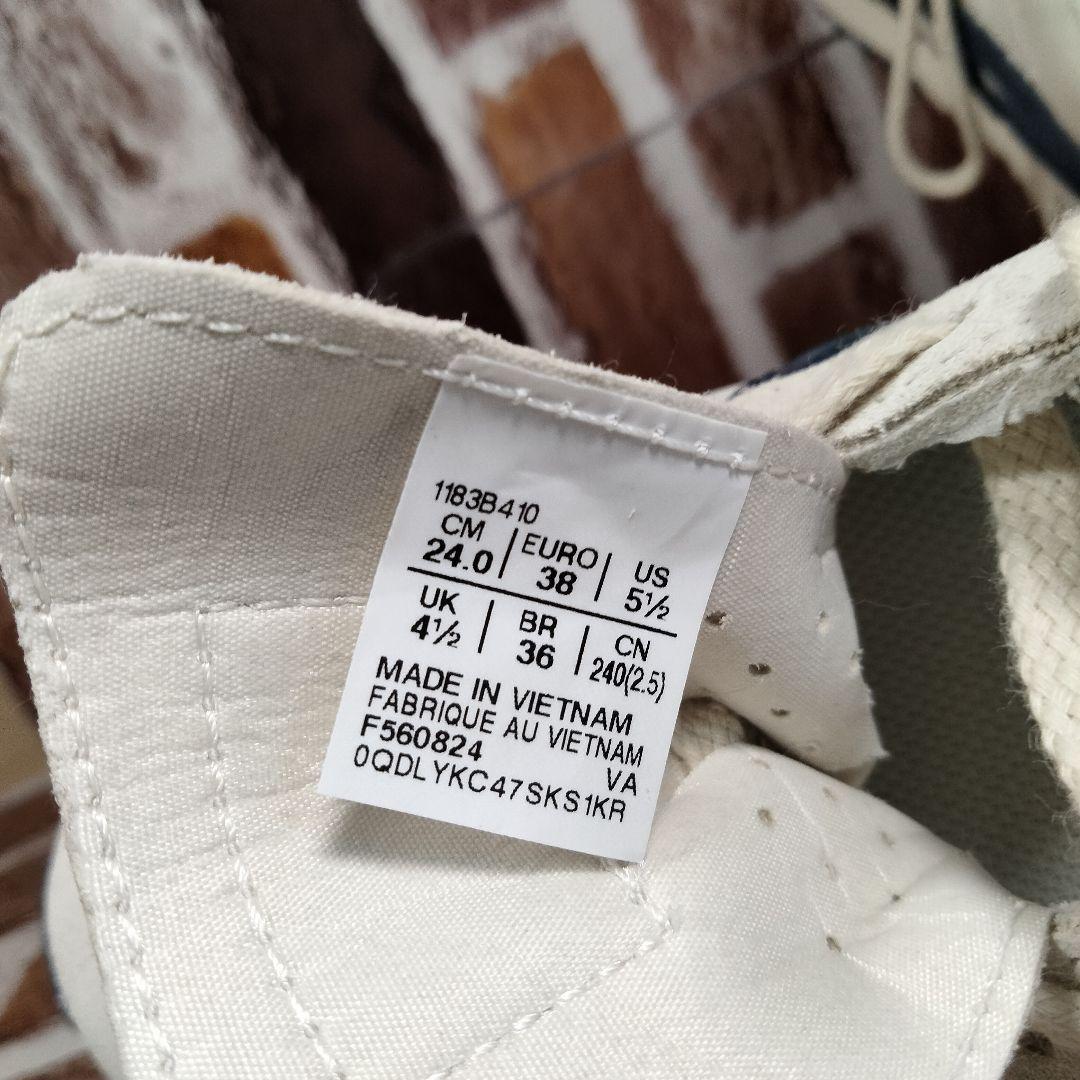 1183B410
CM EURO US
24.0 38 5½
UK BR CN
4½ 36 240(2.5)
MADE IN VIETNAM
FABRIQUE AU VIETNAM
F560824 VA
0QDLYKC47SKS1KR